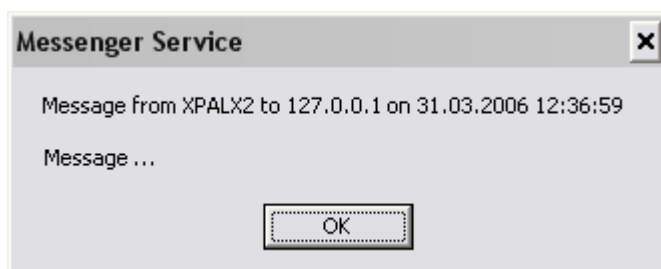 Messenger Service
Message from XPALX2 to 127.0.0.1 on 31.03.2006 12:36:59
Message ...
OK